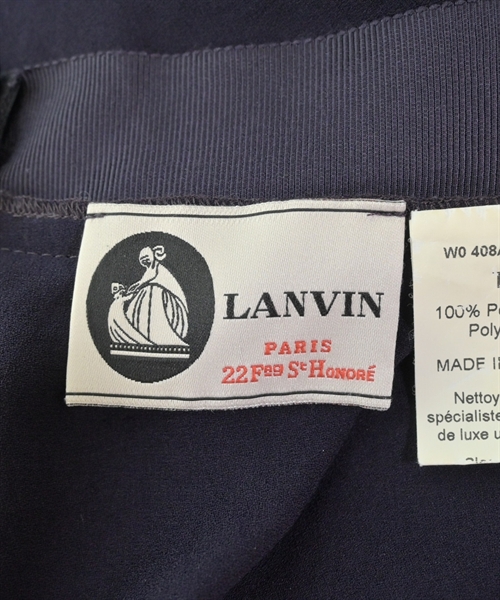 LANVIN
PARIS
22 Fbg St HONORÉ
W0 408
100% Po
Poly
MADE I
Nettoy
spécialiste
de luxe u